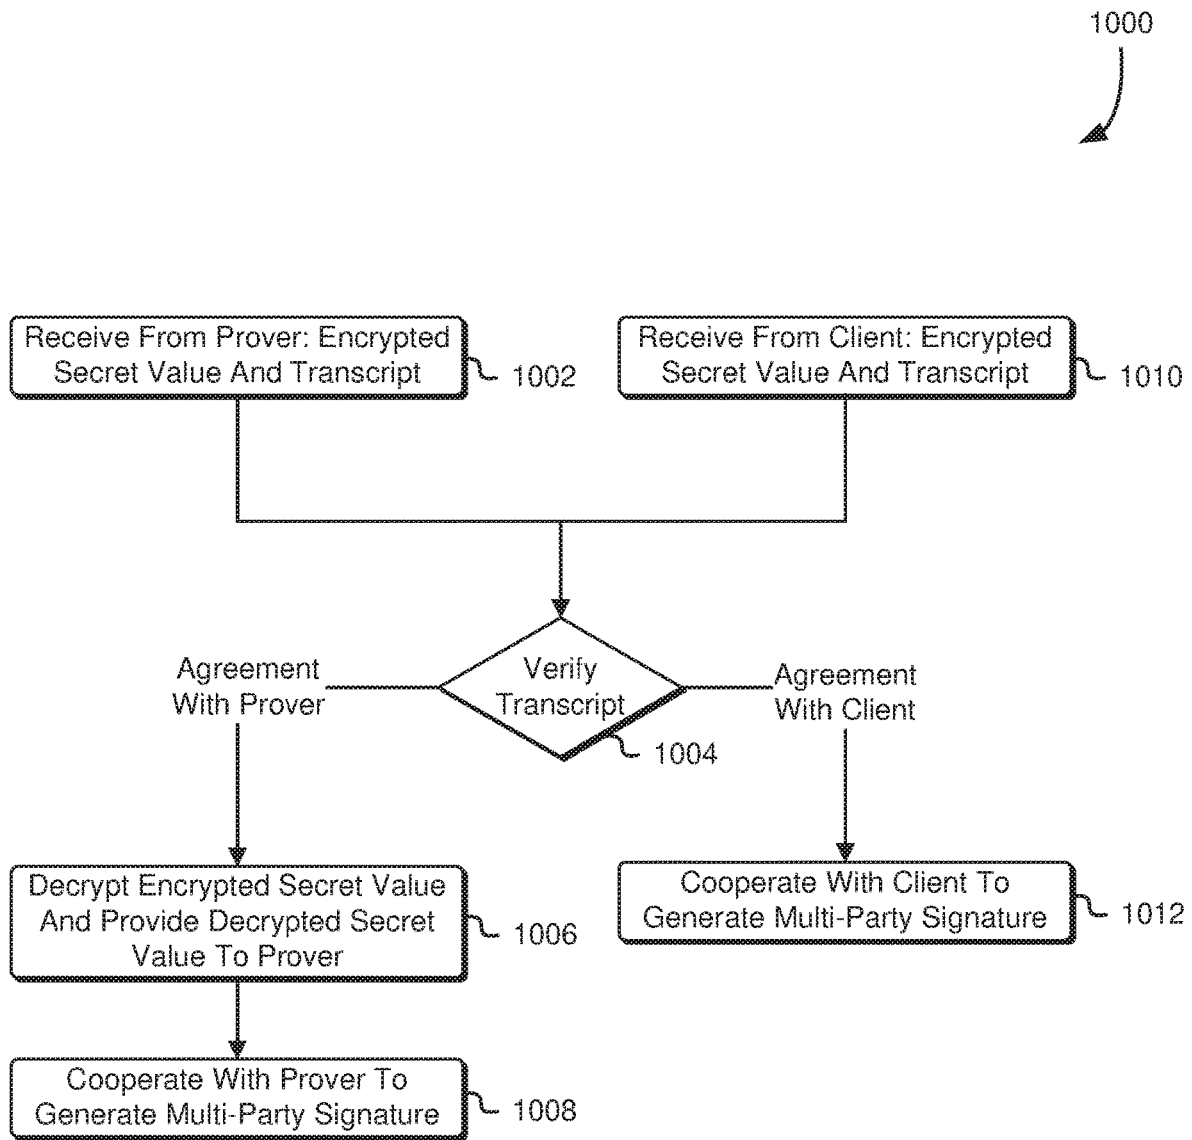 1000
Receive From Prover: Encrypted
Secret Value And Transcript
1002
Receive From Client: Encrypted
Secret Value And Transcript
1010
Verify
Transcript
1004
Agreement
With Prover
Agreement
With Client
Decrypt Encrypted Secret Value
And Provide Decrypted Secret
Value To Prover
1006
Cooperate With Client To
Generate Multi-Party Signature
1012
Cooperate With Prover To
Generate Multi-Party Signature
1008